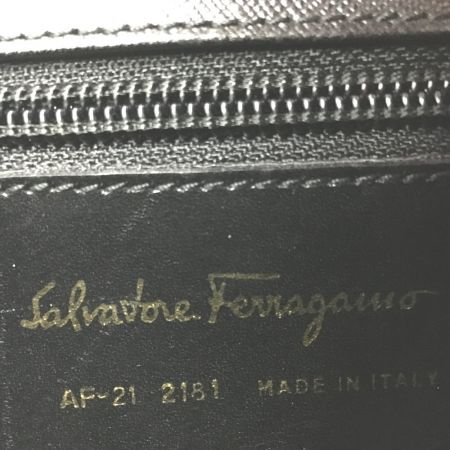 Salvatore Ferragamo
AF-21 2181 MADE IN ITALY